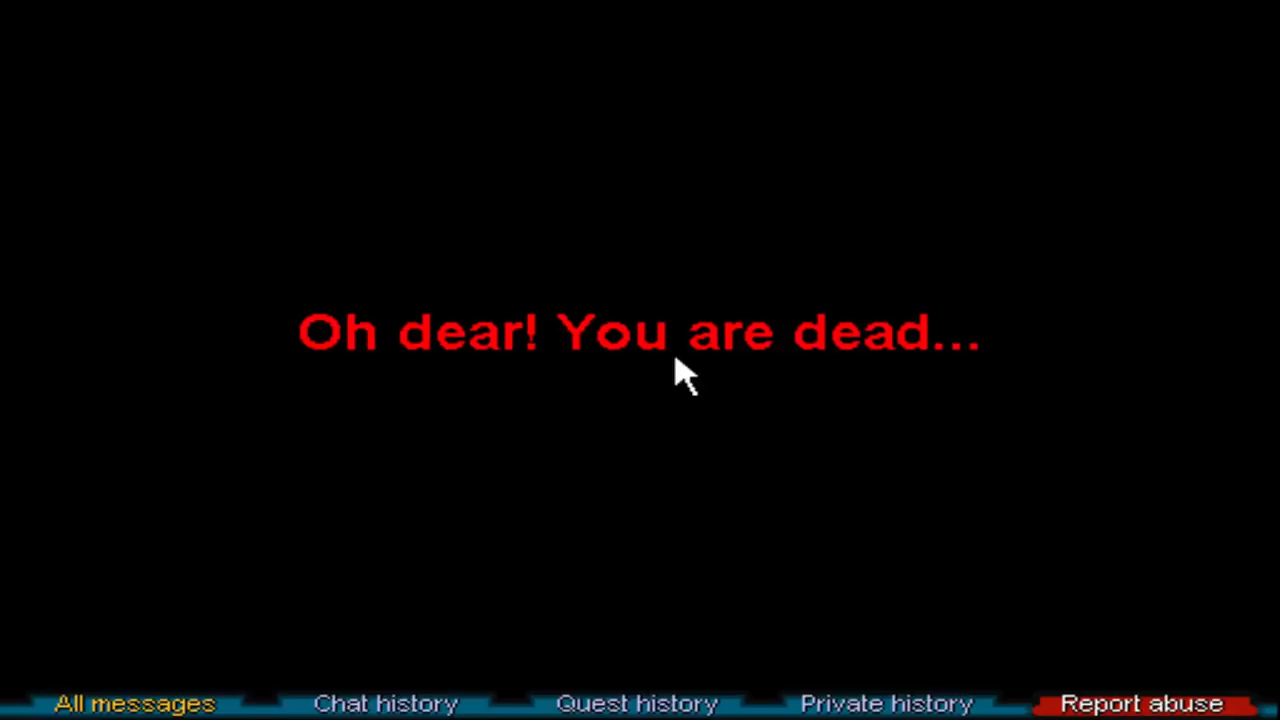 Oh dear! You are dead...
All messages Chat history Quest history Private history Report abuse